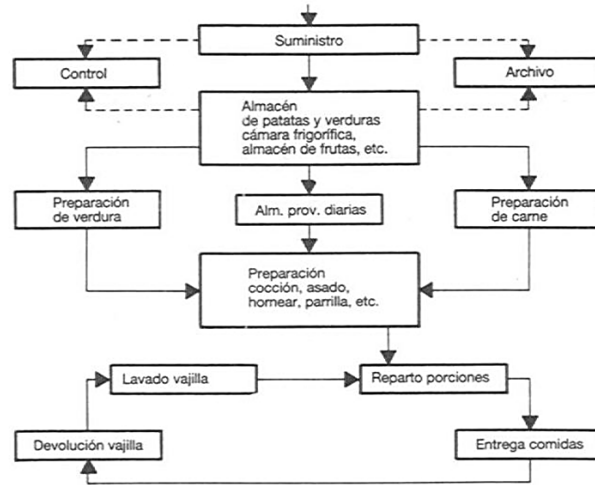 Suministro
Control
Archivo
Almacén
de patatas y verduras
cámara frigorífica,
almacén de frutas, etc.
Preparación
de verdura
Alm. prov. diarias
Preparación
de carne
Preparación
cocción, asado,
hornear, parrilla, etc.
Lavado vajilla
Reparto porciones
Devolución vajilla
Entrega comidas